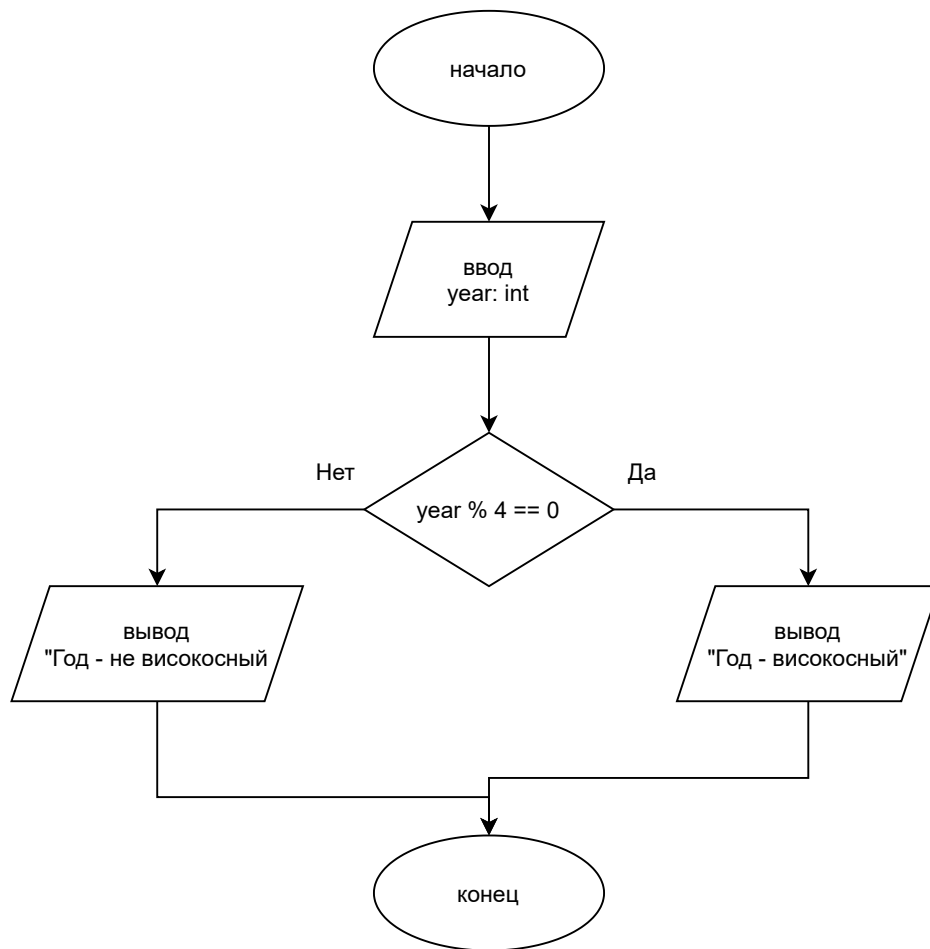 начало
ввод
year: int
Нет
Да
year % 4 == 0
вывод
"Год - не високосный
вывод
"Год - високосный"
конец